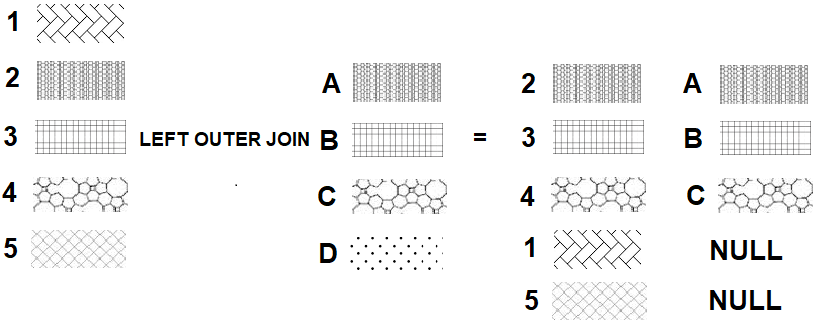 1
2 A 2 A
3 LEFT OUTER JOIN B = 3 B
4 C 4 C
5 D 1 NULL
5 NULL